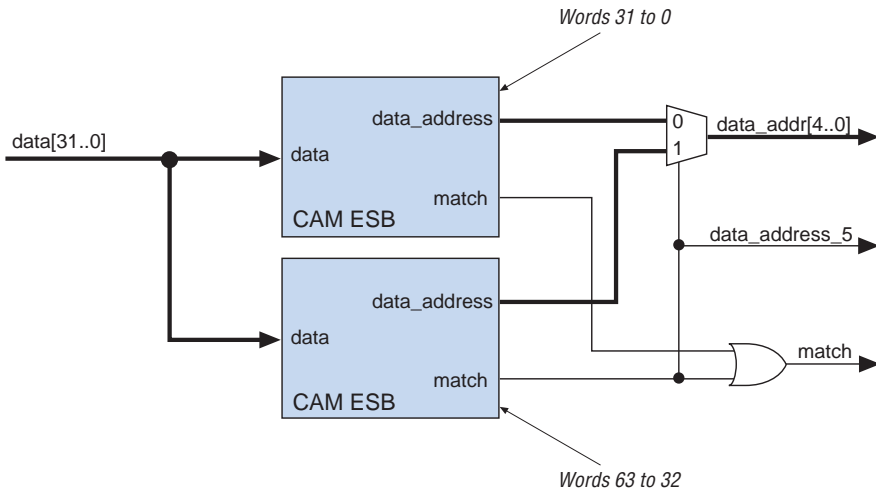 Words 31 to 0
data[31..0]
data_address
data
match
CAM ESB
0
1
data_addr[4..0]
data_address_5
data_address
data
match
CAM ESB
match
Words 63 to 32